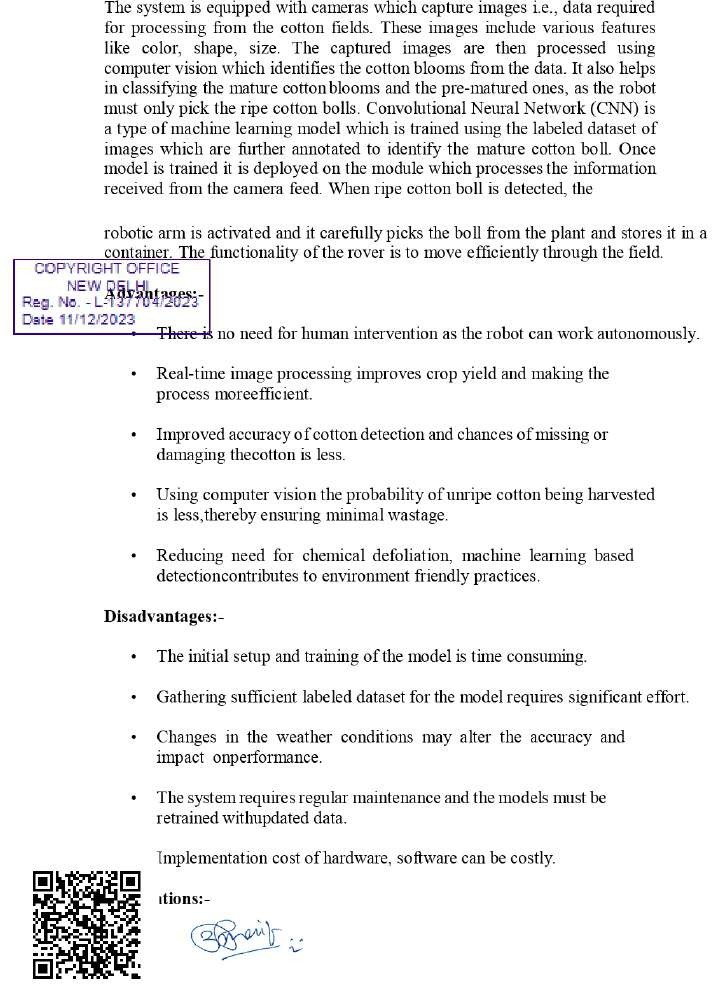 The system is equipped with cameras which capture images i.e., data required
for processing from the cotton fields. These images include various features
like color, shape, size. The captured images are then processed using
computer vision which identifies the cotton blooms from the data. It also helps
in classifying the mature cotton blooms and the pre-matured ones, as the robot
must only pick the ripe cotton bolls. Convolutional Neural Network (CNN) is
a type of machine learning model which is trained using the labeled dataset of
images which are further annotated to identify the mature cotton boll. Once
model is trained it is deployed on the module which processes the information
received from the camera feed. When ripe cotton boll is detected, the
robotic arm is activated and it carefully picks the boll from the plant and stores it in a
container. The functionality of the rover is to move efficiently through the field.
COPYRIGHT OFFICE
NEW DELHI
Reg. No. - L-137704/2023
Date 11/12/2023
Advantages:-
• There is no need for human intervention as the robot can work autonomously.
• Real-time image processing improves crop yield and making the
process moreefficient.
• Improved accuracy of cotton detection and chances of missing or
damaging thecotton is less.
• Using computer vision the probability of unripe cotton being harvested
is less,thereby ensuring minimal wastage.
• Reducing need for chemical defoliation, machine learning based
detectioncontributes to environment friendly practices.
Disadvantages:-
• The initial setup and training of the model is time consuming.
• Gathering sufficient labeled dataset for the model requires significant effort.
• Changes in the weather conditions may alter the accuracy and
impact onperformance.
• The system requires regular maintenance and the models must be
retrained withupdated data.
Implementation cost of hardware, software can be costly.
tions:-